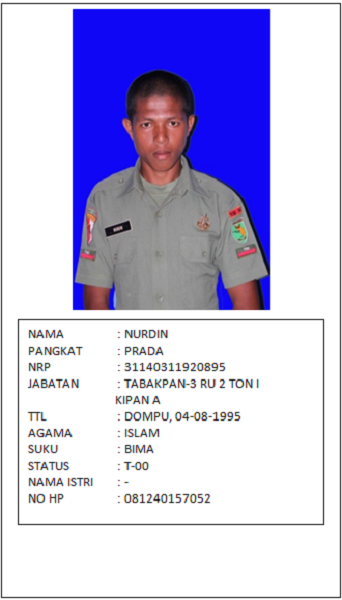 NAMA : NURDIN
PANGKAT : PRADA
NRP : 31140311920895
JABATAN : TABAKPAN-3 RU 2 TON I
KIPAN A
TTL : DOMPU, 04-08-1995
AGAMA : ISLAM
SUKU : BIMA
STATUS : T-00
NAMA ISTRI : -
NO HP : 081240157052